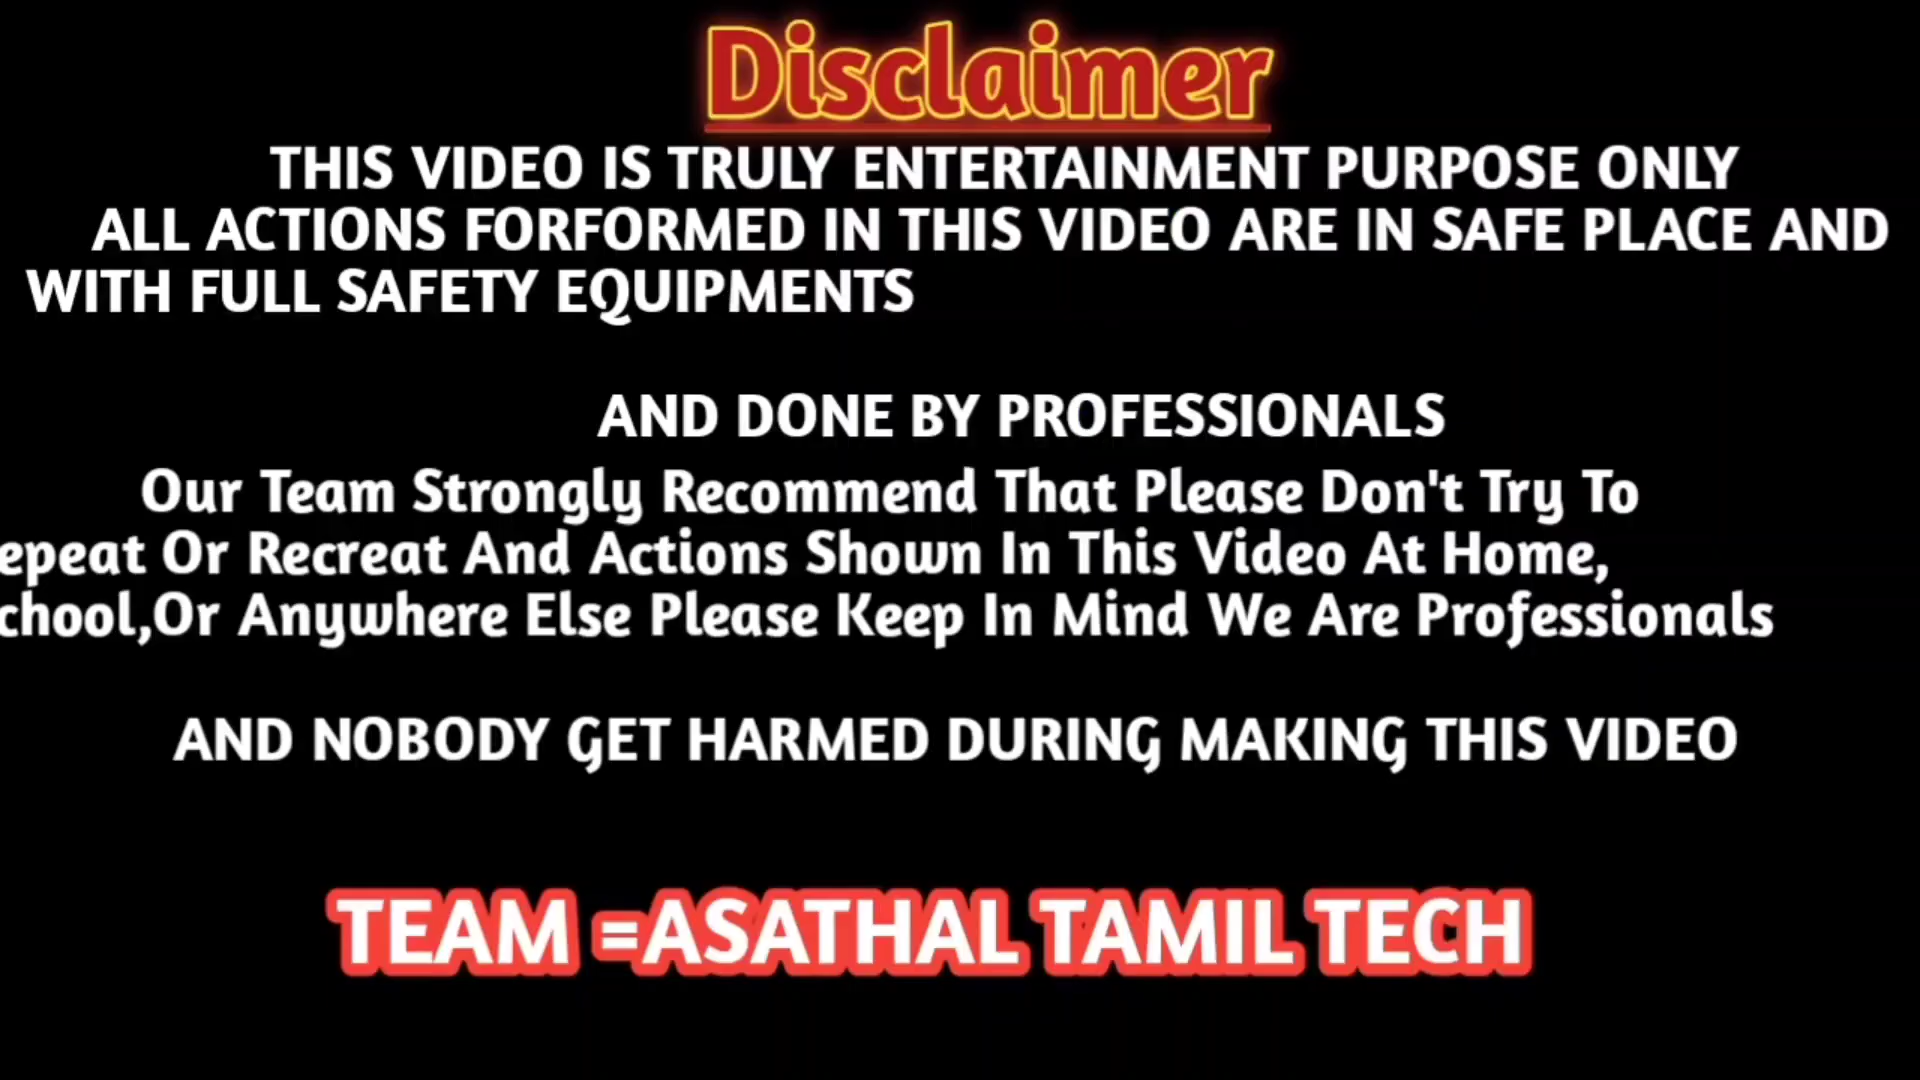 Disclaimer
THIS VIDEO IS TRULY ENTERTAINMENT PURPOSE ONLY
ALL ACTIONS FORFORMED IN THIS VIDEO ARE IN SAFE PLACE AND
WITH FULL SAFETY EQUIPMENTS
AND DONE BY PROFESSIONALS
Our Team Strongly Recommend That Please Don't Try To
epeat Or Recreat And Actions Shown In This Video At Home,
chool,Or Anywhere Else Please Keep In Mind We Are Professionals
AND NOBODY GET HARMED DURING MAKING THIS VIDEO
TEAM =ASATHAL TAMIL TECH